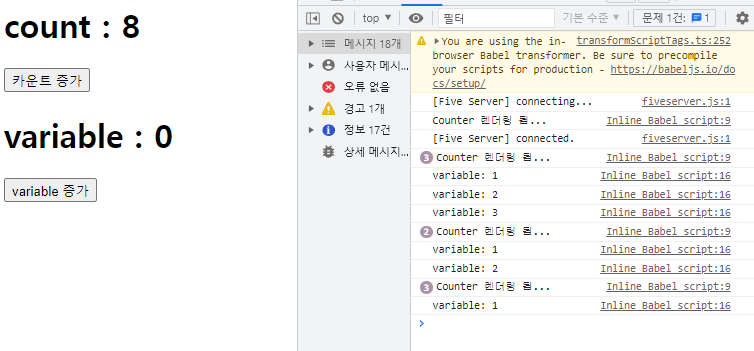 count : 8
카운트 증가
variable : 0
variable 증가
top
필터
기본 수준
문제 1건: 1
메시지 18개
사용자 메시...
오류 없음
경고 1개
정보 17건
상세 메시지...
You are using the in- transformScriptTags.ts:252
browser Babel transformer. Be sure to precompile
your scripts for production - https://babeljs.io/do
cs/setup/
[Five Server] connecting... fiveserver.js:1
Counter 렌더링 됨... Inline Babel script:9
[Five Server] connected. fiveserver.js:1
3 Counter 렌더링 됨... Inline Babel script:9
variable: 1 Inline Babel script:16
variable: 2 Inline Babel script:16
variable: 3 Inline Babel script:16
2 Counter 렌더링 됨... Inline Babel script:9
variable: 1 Inline Babel script:16
variable: 2 Inline Babel script:16
3 Counter 렌더링 됨... Inline Babel script:9
variable: 1 Inline Babel script:16